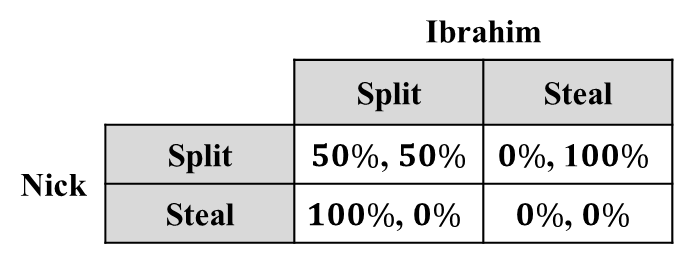 Ibrahim
Split Steal
Split 50%, 50% 0%, 100%
Nick
Steal 100%, 0% 0%, 0%